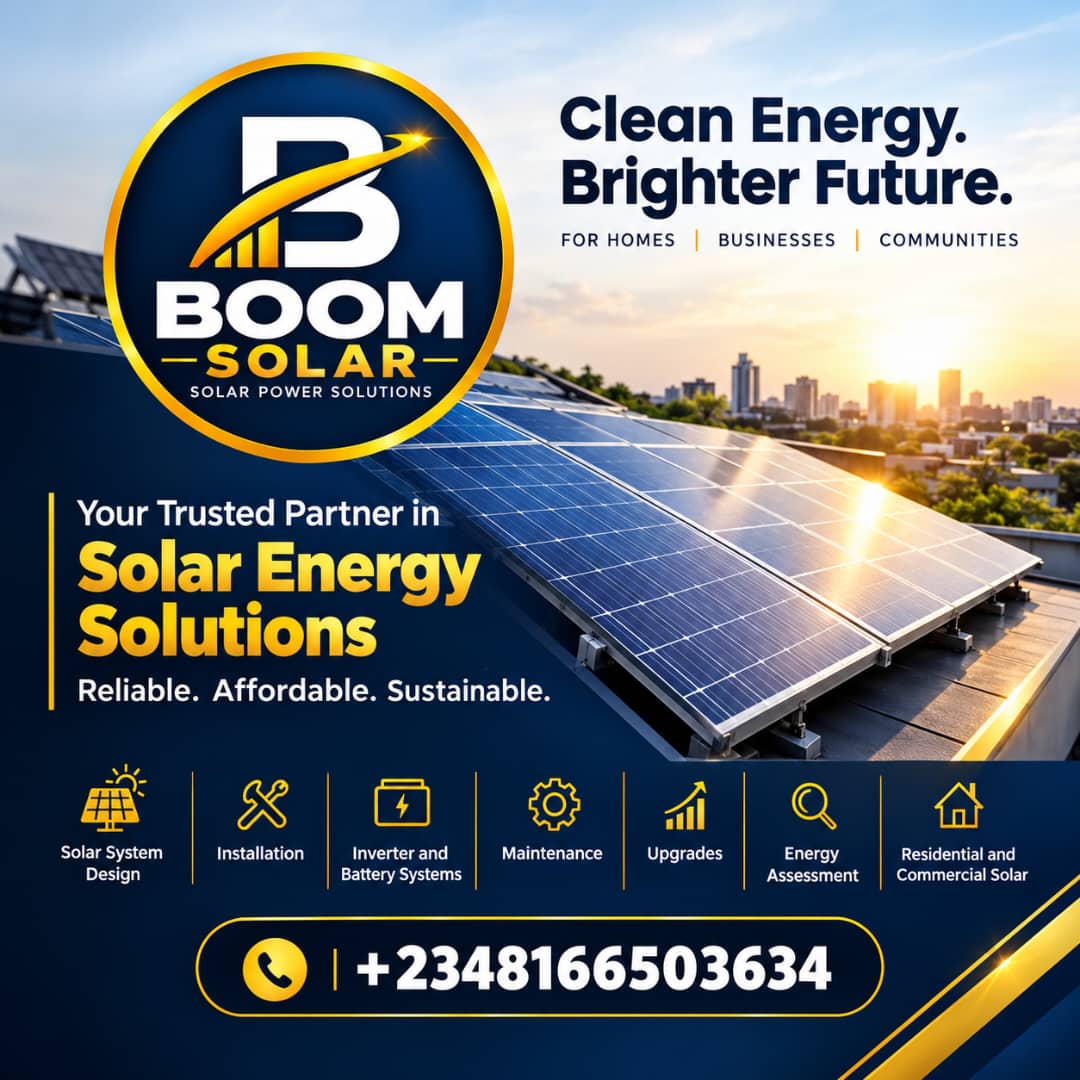 B
BOOM
SOLAR
SOLAR POWER SOLUTIONS
Clean Energy.
Brighter Future.
FOR HOMES | BUSINESSES | COMMUNITIES
Your Trusted Partner in
Solar Energy
Solutions
Reliable. Affordable. Sustainable.
Solar System
Design
Installation
Inverter and
Battery Systems
Maintenance
Upgrades
Energy
Assessment
Residential and
Commercial Solar
+2348166503634